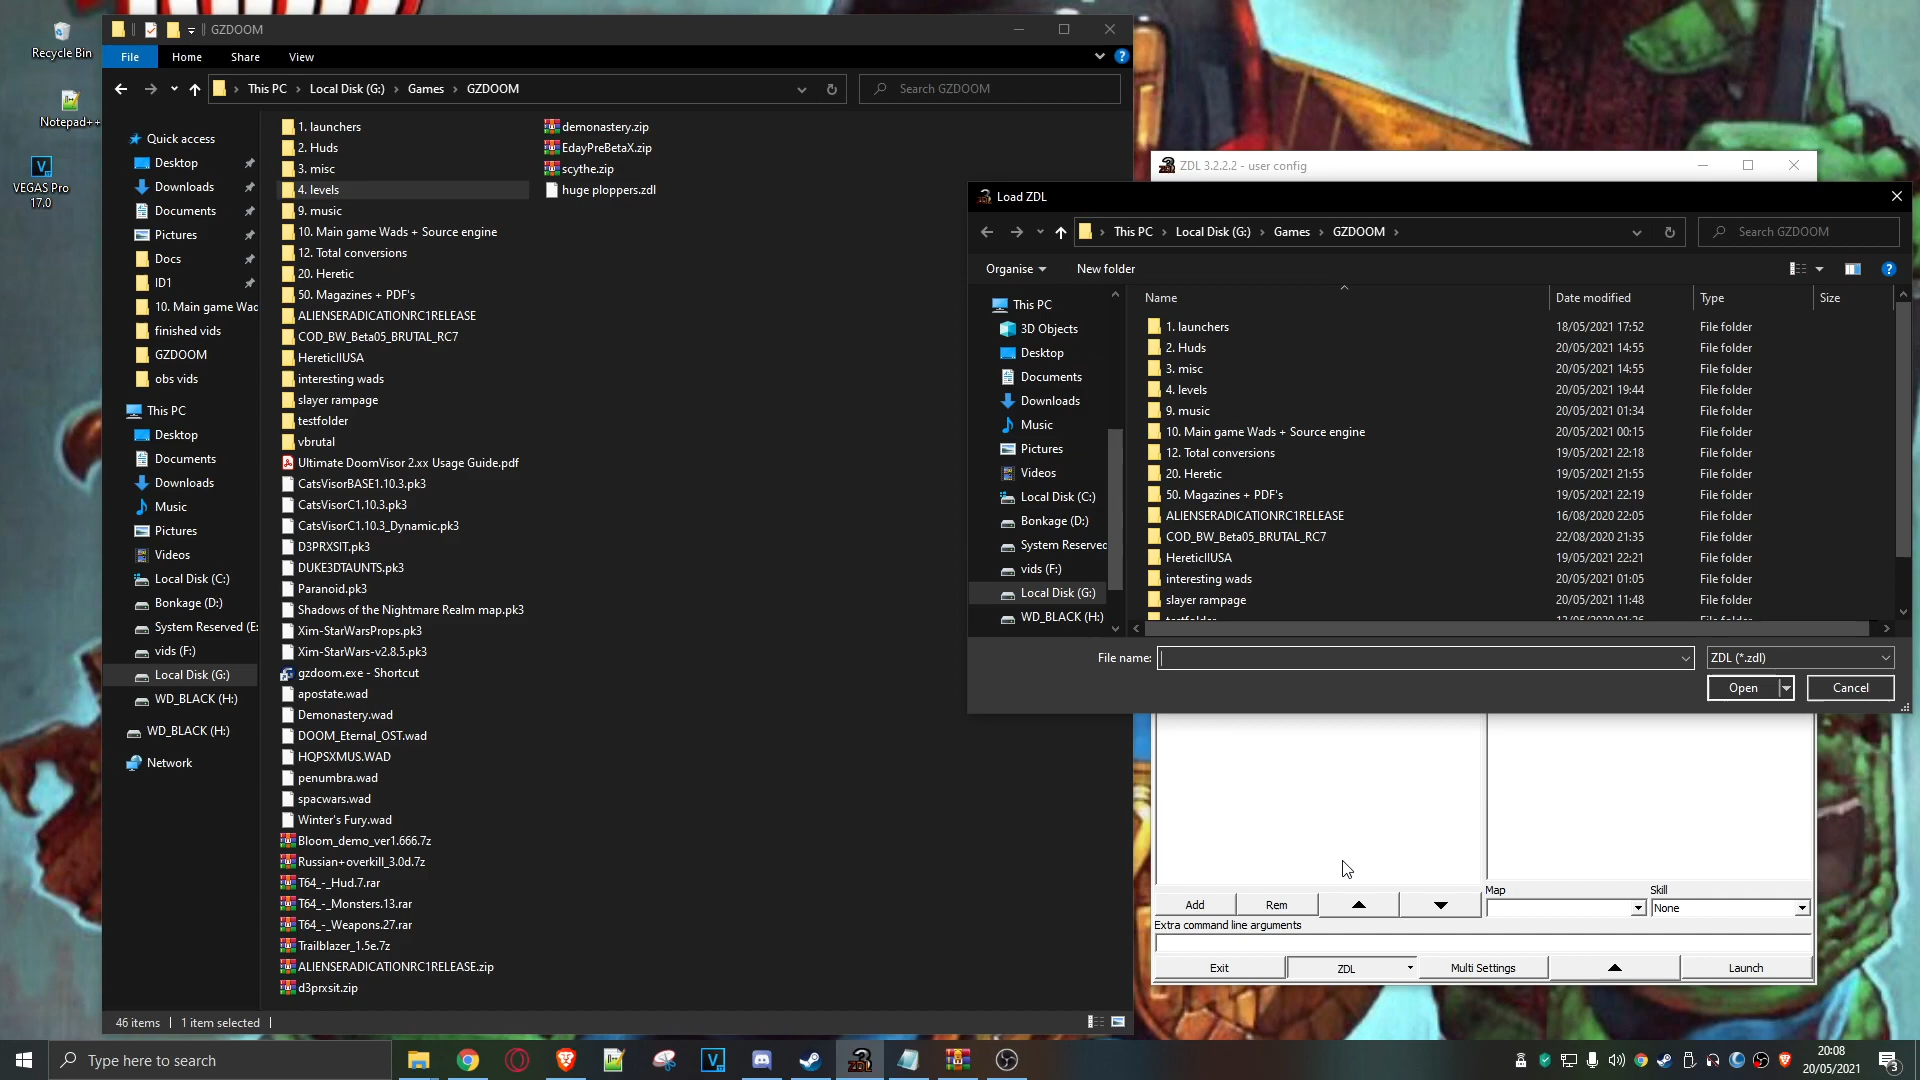 Recycle Bin
Notepad++
VEGAS Pro
17.0
GZDOOM
File
Home
Share
View
This PC
Local Disk (G:)
Games
GZDOOM
Search GZDOOM
Quick access
Desktop
Downloads
Documents
Pictures
Docs
ID1
10. Main game Wad
finished vids
GZDOOM
obs vids
This PC
Desktop
Documents
Downloads
Music
Pictures
Videos
Local Disk (C:)
Bonkage (D:)
System Reserved (E:
vids (F:)
Local Disk (G:)
WD_BLACK (H:)
WD_BLACK (H:)
Network
1. launchers
2. Huds
3. misc
4. levels
9. music
10. Main game Wads + Source engine
12. Total conversions
20. Heretic
50. Magazines + PDF's
ALIENSERADICATIONRC1RELEASE
COD_BW_Beta05_BRUTAL_RC7
HereticIIUSA
interesting wads
slayer rampage
testfolder
vbrutal
Ultimate DoomVisor 2.xx Usage Guide.pdf
CatsVisorBASE1.10.3.pk3
CatsVisorC1.10.3.pk3
CatsVisorC1.10.3_Dynamic.pk3
D3PRXSIT.pk3
DUKE3DTAUNTS.pk3
Paranoid.pk3
Shadows of the Nightmare Realm map.pk3
Xim-StarWarsProps.pk3
Xim-StarWars-v2.8.5.pk3
gzdoom.exe - Shortcut
apostate.wad
Demonastery.wad
DOOM_Eternal_OST.wad
HQPSXMUS.WAD
penumbra.wad
spacwars.wad
Winter's Fury.wad
Bloom_demo_ver1.666.7z
Russian+overkill_3.0d.7z
T64_-_Hud.7.rar
T64_-_Monsters.13.rar
T64_-_Weapons.27.rar
Trailblazer_1.5e.7z
ALIENSERADICATIONRC1RELEASE.zip
d3prxsit.zip
demonastery.zip
EdayPreBetaX.zip
scythe.zip
huge ploppers.zdl
46 items
1 item selected
ZDL 3.2.2.2 - user config
Load ZDL
This PC
Local Disk (G:)
Games
GZDOOM
Search GZDOOM
Organise
New folder
This PC
3D Objects
Desktop
Documents
Downloads
Music
Pictures
Videos
Local Disk (C:)
Bonkage (D:)
System Reserved
vids (F:)
Local Disk (G:)
WD_BLACK (H:)
Name Date modified Type Size
1. launchers 18/05/2021 17:52 File folder
2. Huds 20/05/2021 14:55 File folder
3. misc 20/05/2021 14:55 File folder
4. levels 20/05/2021 19:44 File folder
9. music 20/05/2021 01:34 File folder
10. Main game Wads + Source engine 20/05/2021 00:15 File folder
12. Total conversions 19/05/2021 22:18 File folder
20. Heretic 19/05/2021 21:55 File folder
50. Magazines + PDF's 19/05/2021 22:19 File folder
ALIENSERADICATIONRC1RELEASE 16/08/2020 22:05 File folder
COD_BW_Beta05_BRUTAL_RC7 22/08/2020 21:35 File folder
HereticIIUSA 19/05/2021 22:21 File folder
interesting wads 20/05/2021 01:05 File folder
slayer rampage 20/05/2021 11:48 File folder
File name:
ZDL (*.zdl)
Open
Cancel
Add
Rem
Map
Skill
None
Extra command line arguments
Exit
ZDL
Multi Settings
Launch
Type here to search
20:08
20/05/2021
3